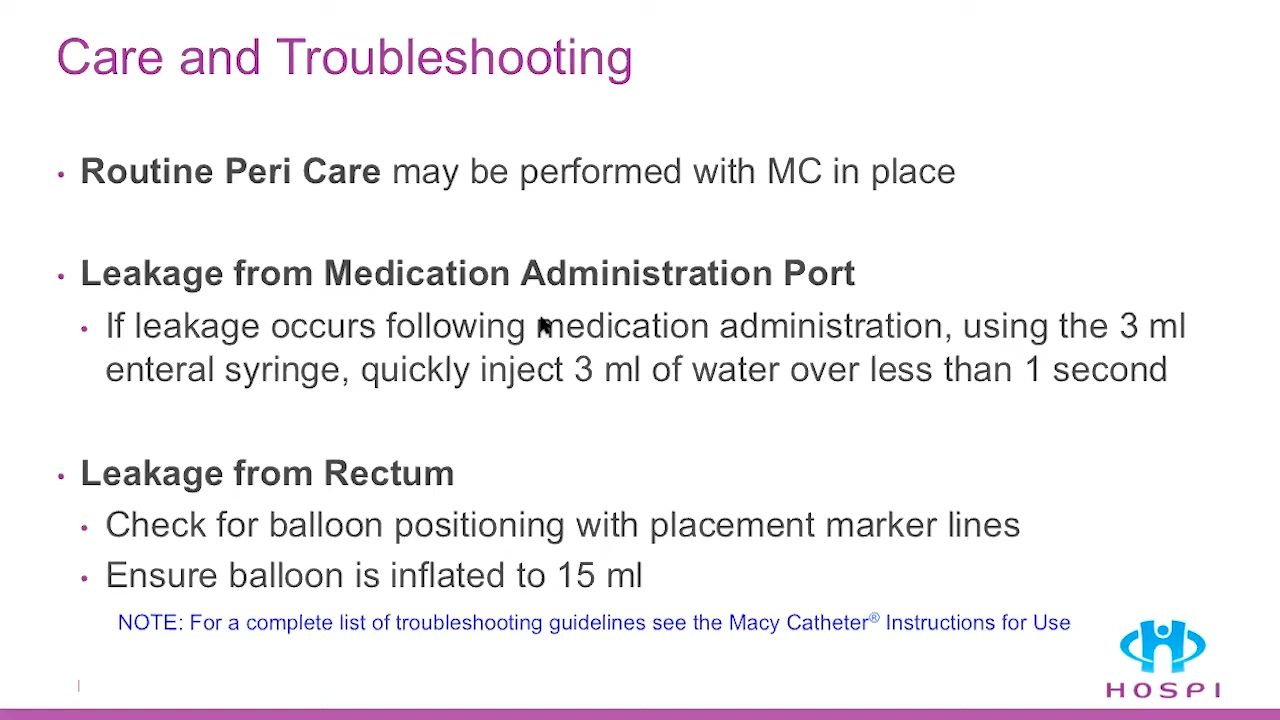 Care and Troubleshooting
• Routine Peri Care may be performed with MC in place
• Leakage from Medication Administration Port
• If leakage occurs following medication administration, using the 3 ml
enteral syringe, quickly inject 3 ml of water over less than 1 second
• Leakage from Rectum
• Check for balloon positioning with placement marker lines
• Ensure balloon is inflated to 15 ml
NOTE: For a complete list of troubleshooting guidelines see the Macy Catheter® Instructions for Use
|
HOSPI